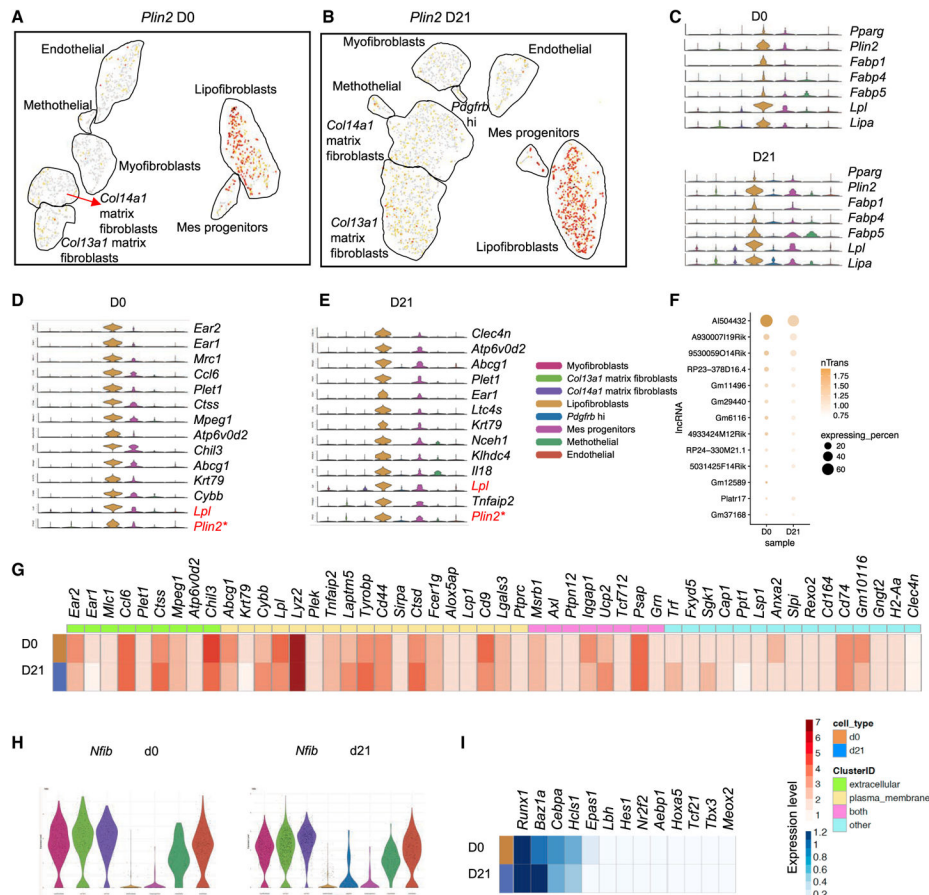 A
Plin2 D0
Endothelial
Lipofibroblasts
Methothelial
Myofibroblasts
Col14a1
matrix
fibroblasts
Mes progenitors
Col13a1 matrix
fibroblasts
B
Plin2 D21
Myofibroblasts
Endothelial
Methothelial
Pdgfrb
hi
Col14a1
matrix
fibroblasts
Mes progenitors
Col13a1
matrix
fibroblasts
Lipofibroblasts
C
D0
Pparg
Plin2
Fabp1
Fabp4
Fabp5
Lpl
Lipa
D21
Pparg
Plin2
Fabp1
Fabp4
Fabp5
Lpl
Lipa
D
D0
Ear2
Ear1
Mrc1
Ccl6
Plet1
Ctss
Mpeg1
Atp6v0d2
Chil3
Abcg1
Krt79
Cybb
Lpl
Plin2*
E
D21
Clec4n
Atp6v0d2
Abcg1
Plet1
Ear1
Ltc4s
Krt79
Nceh1
Klhdc4
Il18
Lpl
Tnfaip2
Plin2*
Myofibroblasts
Col13a1 matrix fibroblasts
Col14a1 matrix fibroblasts
Lipofibroblasts
Pdgfrb hi
Mes progenitors
Methothelial
Endothelial
F
lncRNA
AI504432
A930007I19Rik
9530059O14Rik
RP23-378D16.4
Gm11496
Gm29440
Gm6116
4933424M12Rik
RP24-330M21.1
5031425F14Rik
Gm12589
Platr17
Gm37168
D0 D21
sample
nTrans
1.75
1.50
1.25
1.00
0.75
expressing_percen
20
40
60
G
Ear2 Ear1 Mlc1 Ccl6 Plet1 Ctss Mpeg1 Atp6v0d2 Chil3 Abcg1 Krt79 Cybb Lpl Lyz2 Plek Tnfaip2 Laptm5 Tyrobp Cd44 Sirpa Ctsd Fcer1g Alox5ap Lcp1 Cd9 Lgals3 Ptprc Msrb1 Axl Ptpn12 Iqgap1 Ucp2 Tcf712 Psap Grn Trf Fxyd5 Sgk1 Cap1 Ppt1 Lsp1 Anxa2 Slpi Rexo2 Cd164 Cd74 Gm10116 Gngt2 H2-Aa Clec4n
D0
D21
H
Nfib d0
Nfib d21
I
Runx1 Baz1a Cebpa Hcls1 Epas1 Lbh Hes1 Nr2f2 Aebp1 Hoxa5 Tcf21 Tbx3 Meox2
D0
D21
Expression level
7
6
5
4
3
2
1
1.2
1
0.8
0.6
0.4
0.2
cell_type
d0
d21
ClusterID
extracellular
plasma_membrane
both
other